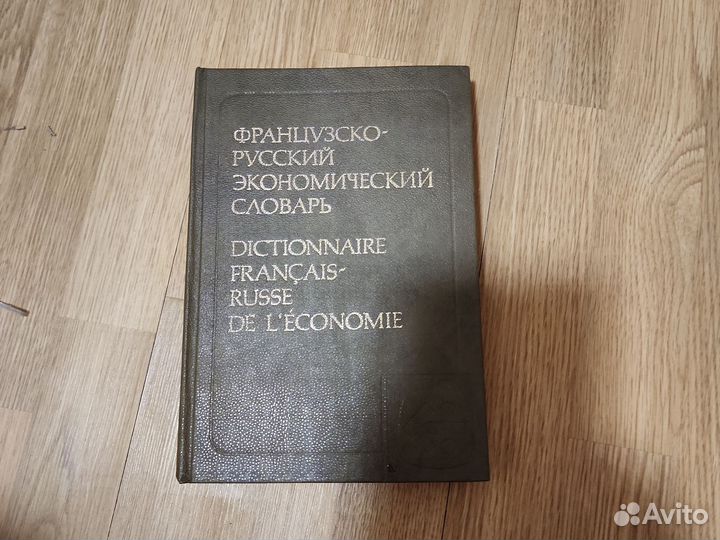 ФРАНЦУЗСКО-
РУССКИЙ
ЭКОНОМИЧЕСКИЙ
СЛОВАРЬ
DICTIONNAIRE
FRANÇAIS-
RUSSE
DE L'ÉCONOMIE
Avito